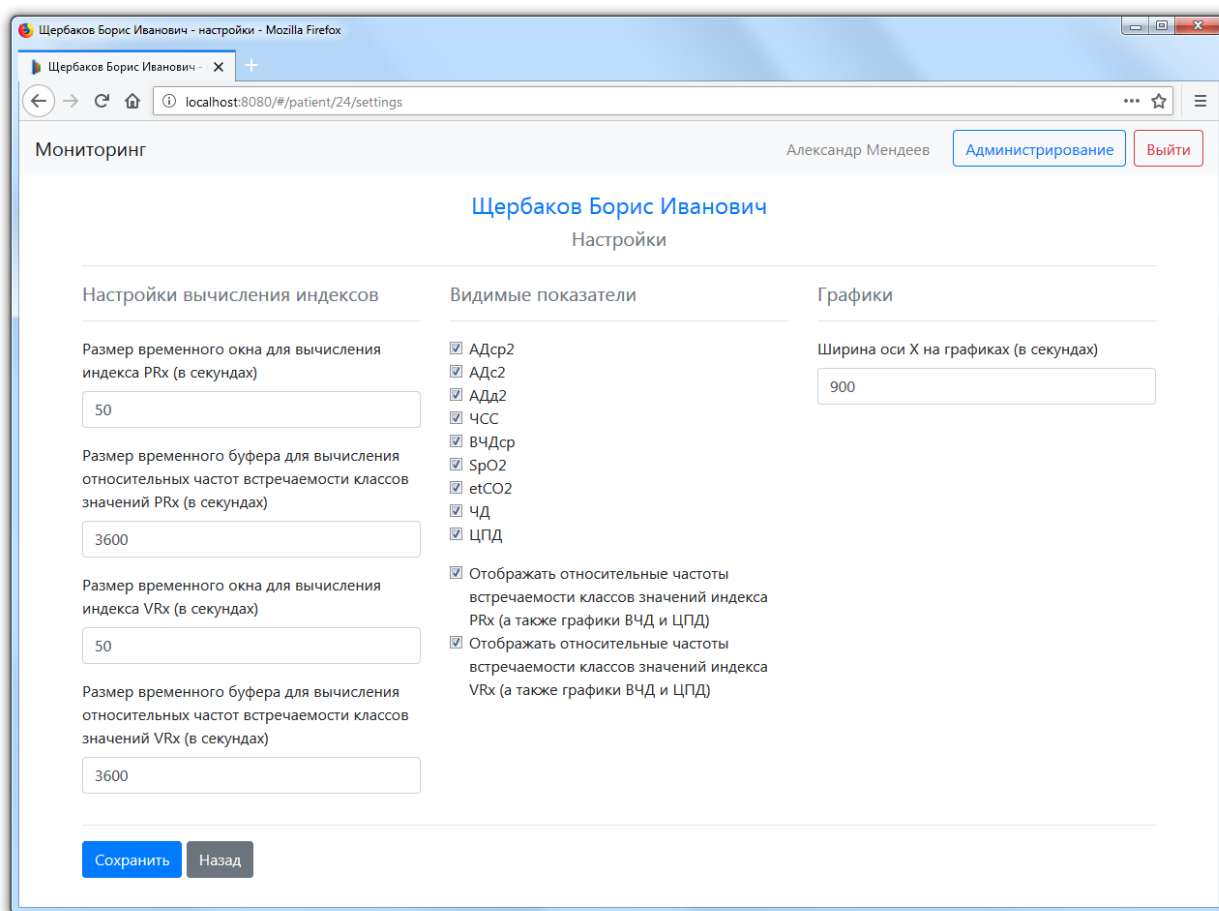 Щербаков Борис Иванович - настройки - Mozilla Firefox
Щербаков Борис Иванович -
localhost:8080/#/patient/24/settings
Мониторинг
Александр Мендеев
Администрирование
Выйти
Щербаков Борис Иванович
Настройки
Настройки вычисления индексов
Размер временного окна для вычисления
индекса PRx (в секундах)
50
Размер временного буфера для вычисления
относительных частот встречаемости классов
значений PRx (в секундах)
3600
Размер временного окна для вычисления
индекса VRx (в секундах)
50
Размер временного буфера для вычисления
относительных частот встречаемости классов
значений VRx (в секундах)
3600
Видимые показатели
АДср2
АДс2
АДд2
ЧСС
ВЧДср
SpO2
etCO2
ЧД
ЦПД
Отображать относительные частоты
встречаемости классов значений индекса
PRx (а также графики ВЧД и ЦПД)
Отображать относительные частоты
встречаемости классов значений индекса
VRx (а также графики ВЧД и ЦПД)
Графики
Ширина оси X на графиках (в секундах)
900
Сохранить
Назад